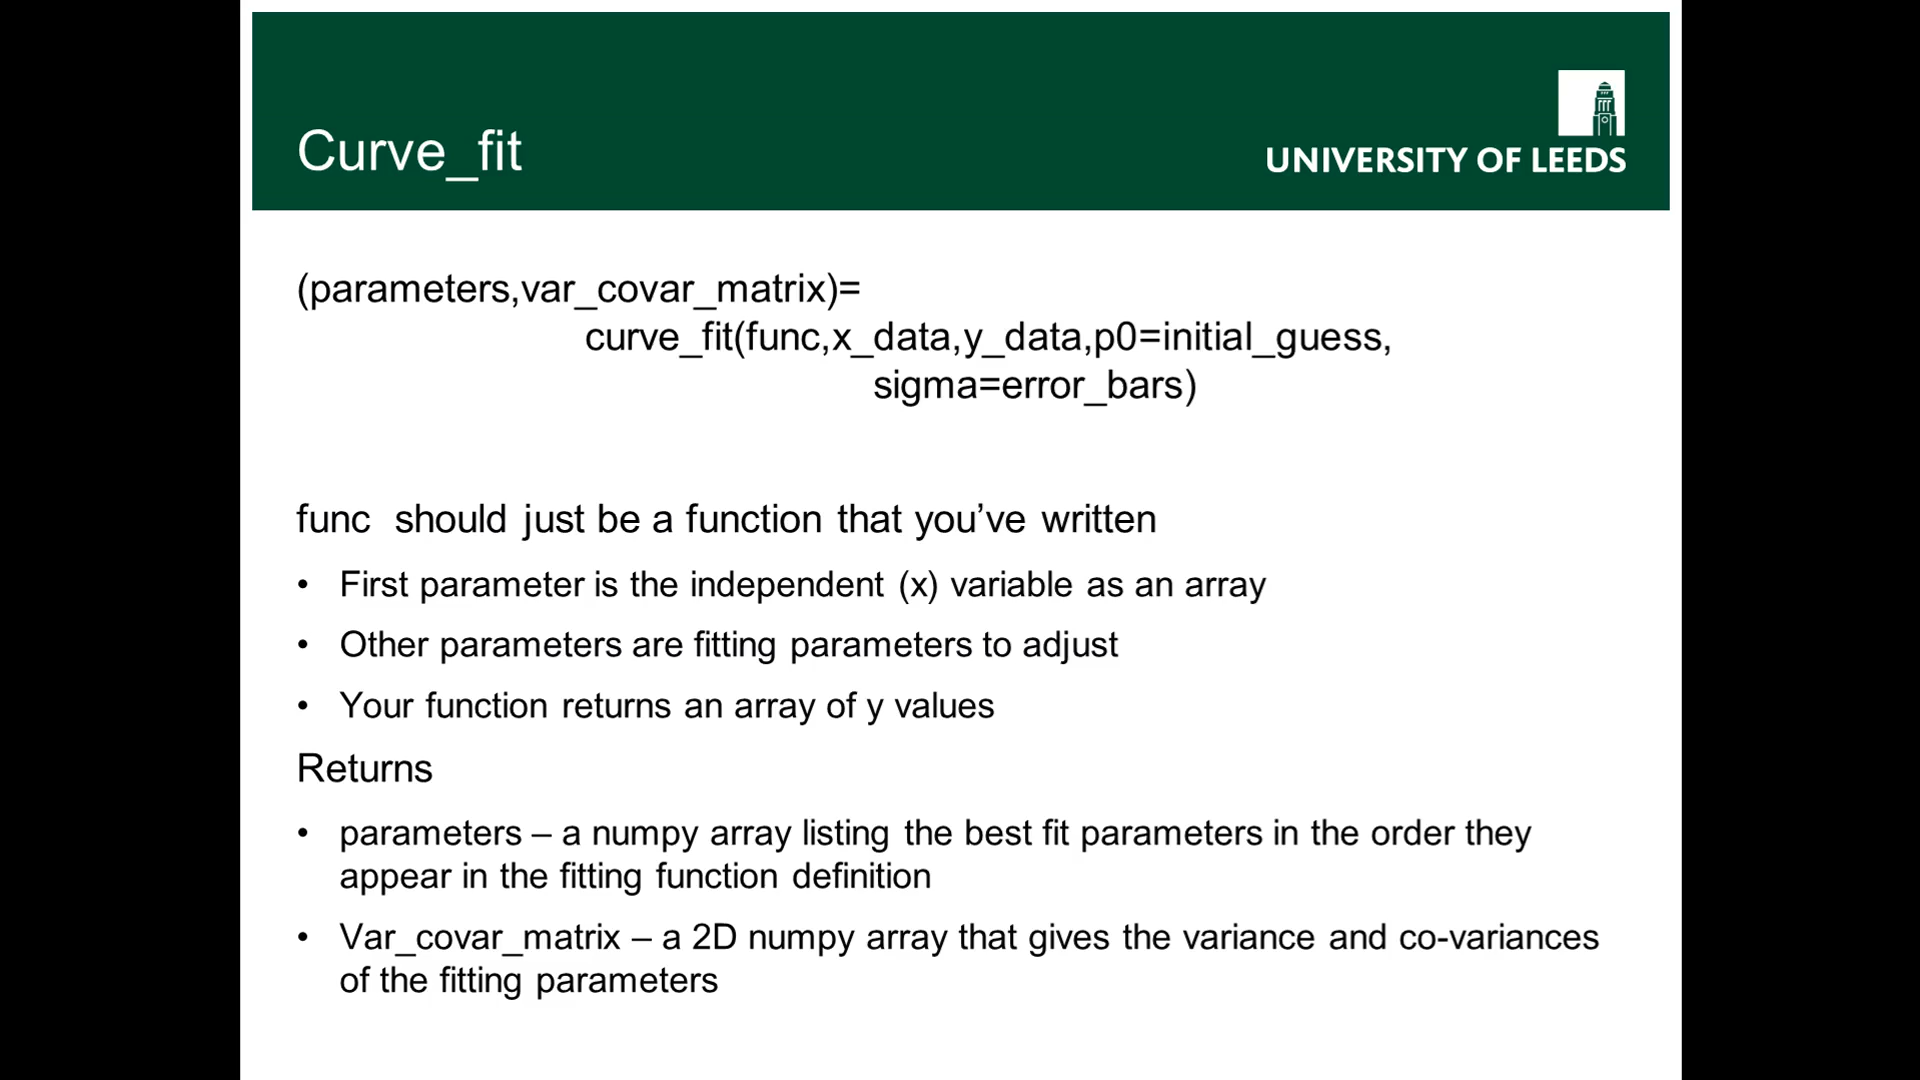 Curve_fit
UNIVERSITY OF LEEDS
(parameters,var_covar_matrix)=
curve_fit(func,x_data,y_data,p0=initial_guess,
sigma=error_bars)
func should just be a function that you’ve written
• First parameter is the independent (x) variable as an array
• Other parameters are fitting parameters to adjust
• Your function returns an array of y values
Returns
• parameters – a numpy array listing the best fit parameters in the order they
appear in the fitting function definition
• Var_covar_matrix – a 2D numpy array that gives the variance and co-variances
of the fitting parameters